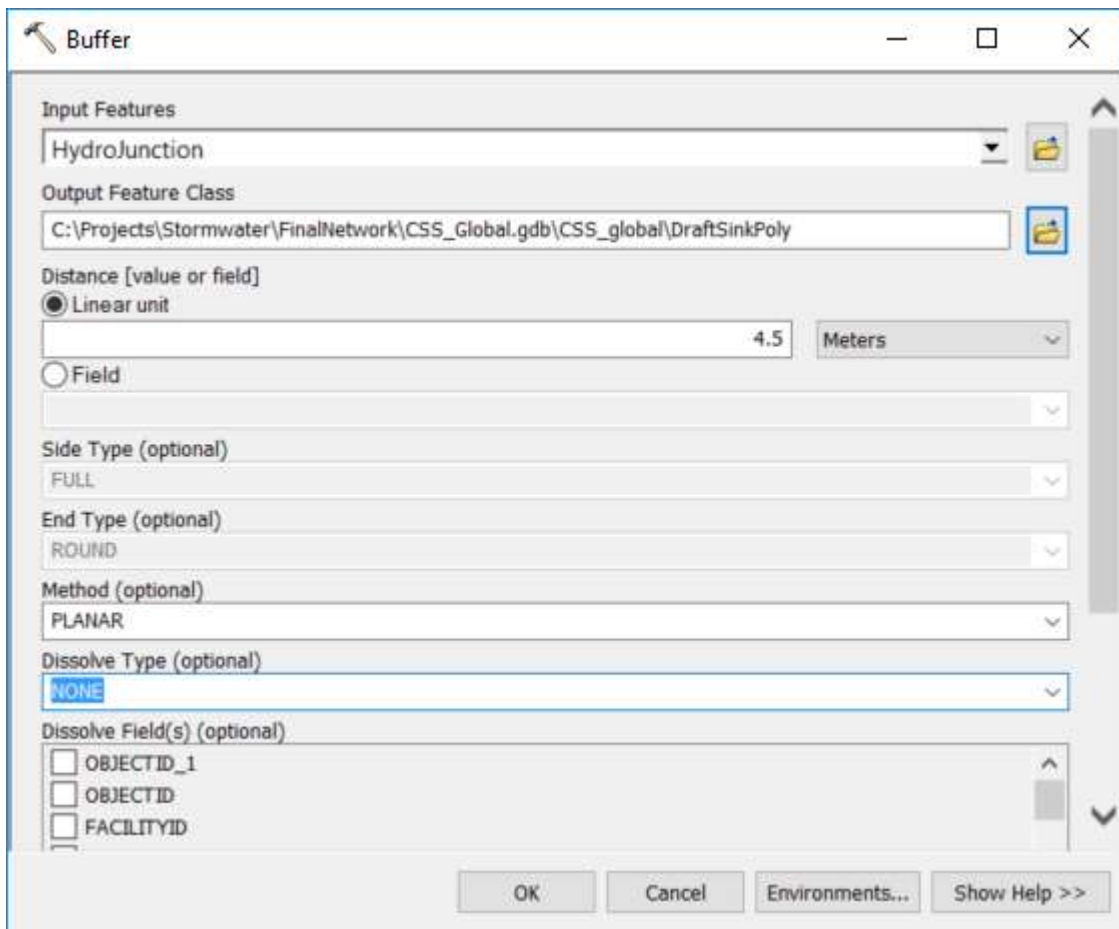 Buffer
Input Features
HydroJunction
Output Feature Class
C:\Projects\Stormwater\FinalNetwork\CSS_Global.gdb\CSS_global\DraftSinkPoly
Distance [value or field]
Linear unit
4.5 Meters
Field
Side Type (optional)
FULL
End Type (optional)
ROUND
Method (optional)
PLANAR
Dissolve Type (optional)
NONE
Dissolve Field(s) (optional)
OBJECTID_1
OBJECTID
FACILITYID
OK Cancel Environments... Show Help >>